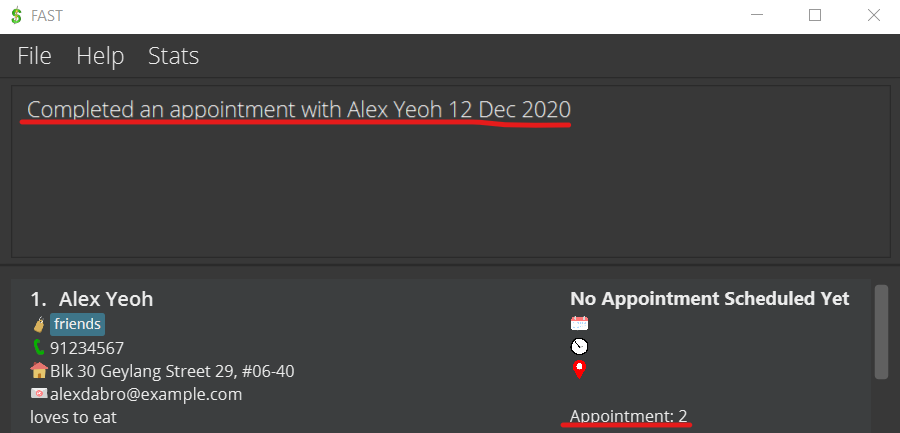 FAST
File Help Stats
Completed an appointment with Alex Yeoh 12 Dec 2020
1. Alex Yeoh
friends
91234567
Blk 30 Geylang Street 29, #06-40
alexdabro@example.com
loves to eat
No Appointment Scheduled Yet
Appointment: 2